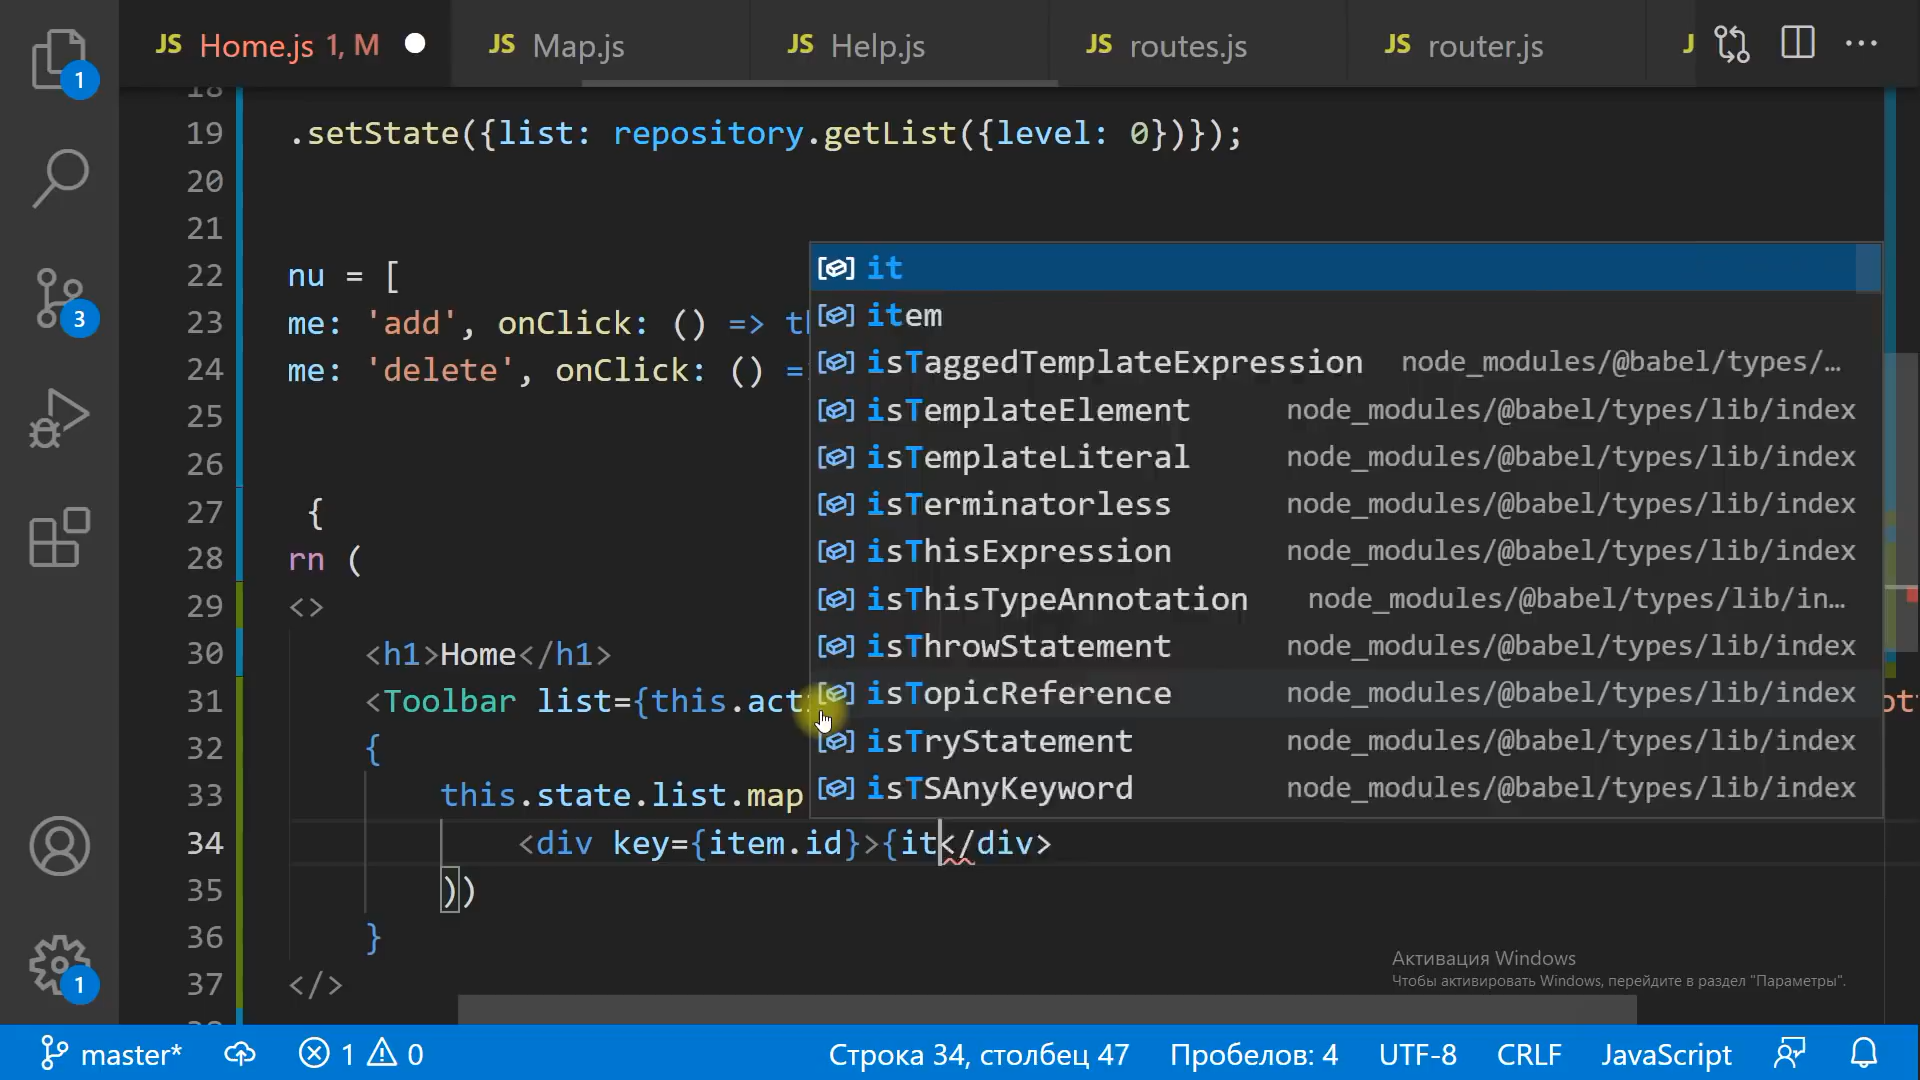 JS Home.js 1, M
JS Map.js
JS Help.js
JS routes.js
JS router.js
J
1
3
1
18
19 .setState({list: repository.getList({level: 0})});
20
21
22 nu = [
23 me: 'add', onClick: () => th
24 me: 'delete', onClick: () =>
25
26
27 {
28 rn (
29 <>
30 <h1>Home</h1>
31 <Toolbar list={this.acti
32 {
33 this.state.list.map
34 <div key={item.id}>{it</div>
35 ))
36 }
37 </>
it
item
isTaggedTemplateExpression node_modules/@babel/types/…
isTemplateElement node_modules/@babel/types/lib/index
isTemplateLiteral node_modules/@babel/types/lib/index
isTerminatorless node_modules/@babel/types/lib/index
isThisExpression node_modules/@babel/types/lib/index
isThisTypeAnnotation node_modules/@babel/types/lib/in…
isThrowStatement node_modules/@babel/types/lib/index
isTopicReference node_modules/@babel/types/lib/index
isTryStatement node_modules/@babel/types/lib/index
isTSAnyKeyword node_modules/@babel/types/lib/index
Активация Windows
Чтобы активировать Windows, перейдите в раздел "Параметры".
master* 1 0 Строка 34, столбец 47 Пробелов: 4 UTF-8 CRLF JavaScript